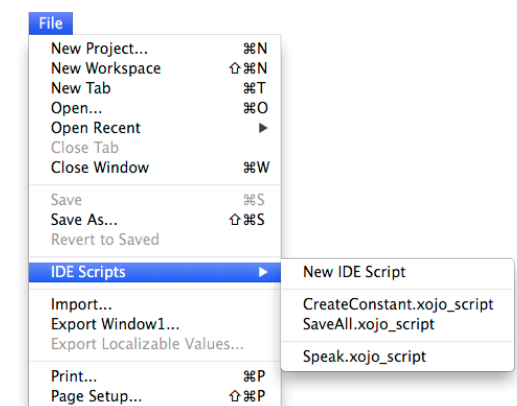 File
New Project... ⌘N
New Workspace ⇧⌘N
New Tab ⌘T
Open... ⌘O
Open Recent ▶
Close Tab
Close Window ⌘W
Save ⌘S
Save As... ⇧⌘S
Revert to Saved
IDE Scripts ▶
New IDE Script
CreateConstant.xojo_script
SaveAll.xojo_script
Speak.xojo_script
Import...
Export Window1...
Export Localizable Values...
Print... ⌘P
Page Setup... ⇧⌘P